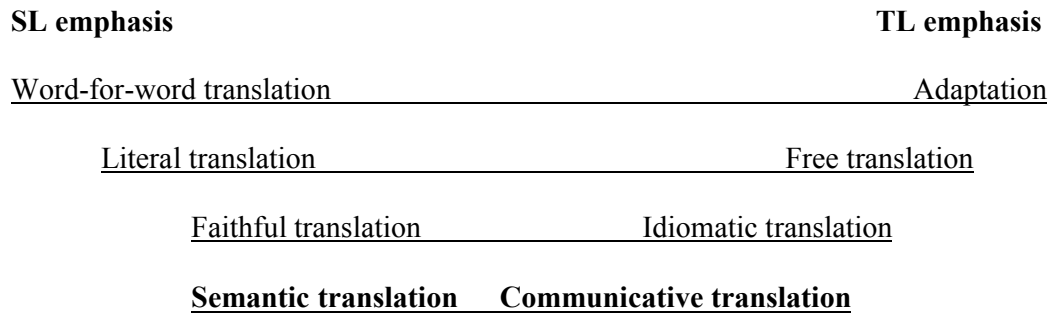 SL emphasis TL emphasis
Word-for-word translation Adaptation
Literal translation Free translation
Faithful translation Idiomatic translation
Semantic translation Communicative translation